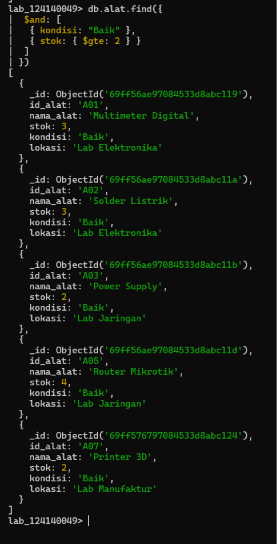 lab_124140049> db.alat.find({
|  $and: [
|   { kondisi: "Baik" },
|   { stok: { $gte: 2 } }
|  ]
| })
[
  {
    _id: ObjectId('69ff56ae97084533d8abc119'),
    id_alat: 'A01',
    nama_alat: 'Multimeter Digital',
    stok: 3,
    kondisi: 'Baik',
    lokasi: 'Lab Elektronika'
  },
  {
    _id: ObjectId('69ff56ae97084533d8abc11a'),
    id_alat: 'A02',
    nama_alat: 'Solder Listrik',
    stok: 3,
    kondisi: 'Baik',
    lokasi: 'Lab Elektronika'
  },
  {
    _id: ObjectId('69ff56ae97084533d8abc11b'),
    id_alat: 'A03',
    nama_alat: 'Power Supply',
    stok: 2,
    kondisi: 'Baik',
    lokasi: 'Lab Jaringan'
  },
  {
    _id: ObjectId('69ff56ae97084533d8abc11d'),
    id_alat: 'A05',
    nama_alat: 'Router Mikrotik',
    stok: 4,
    kondisi: 'Baik',
    lokasi: 'Lab Jaringan'
  },
  {
    _id: ObjectId('69ff576797084533d8abc124'),
    id_alat: 'A07',
    nama_alat: 'Printer 3D',
    stok: 2,
    kondisi: 'Baik',
    lokasi: 'Lab Manufaktur'
  }
]
lab_124140049>